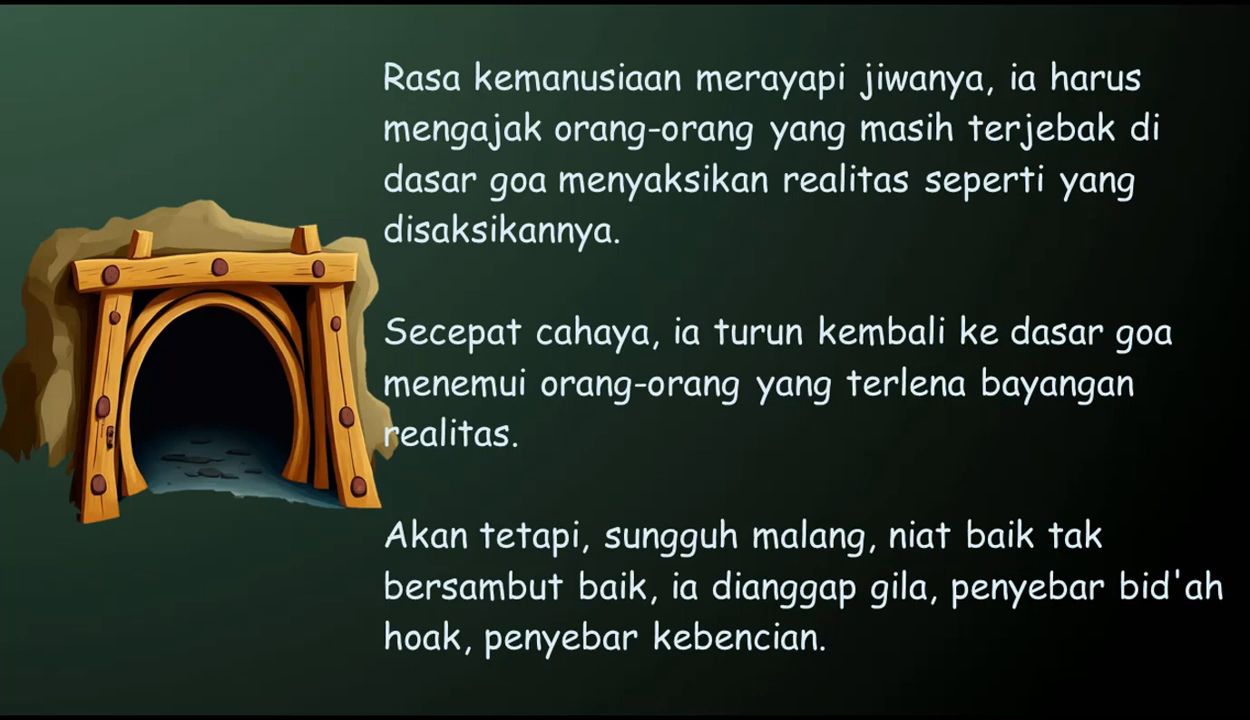 Rasa kemanusiaan merayapi jiwanya, ia harus
mengajak orang-orang yang masih terjebak di
dasar goa menyaksikan realitas seperti yang
disaksikannya.
Secepat cahaya, ia turun kembali ke dasar goa
menemui orang-orang yang terlena bayangan
realitas.
Akan tetapi, sungguh malang, niat baik tak
bersambut baik, ia dianggap gila, penyebar bid'ah
hoak, penyebar kebencian.